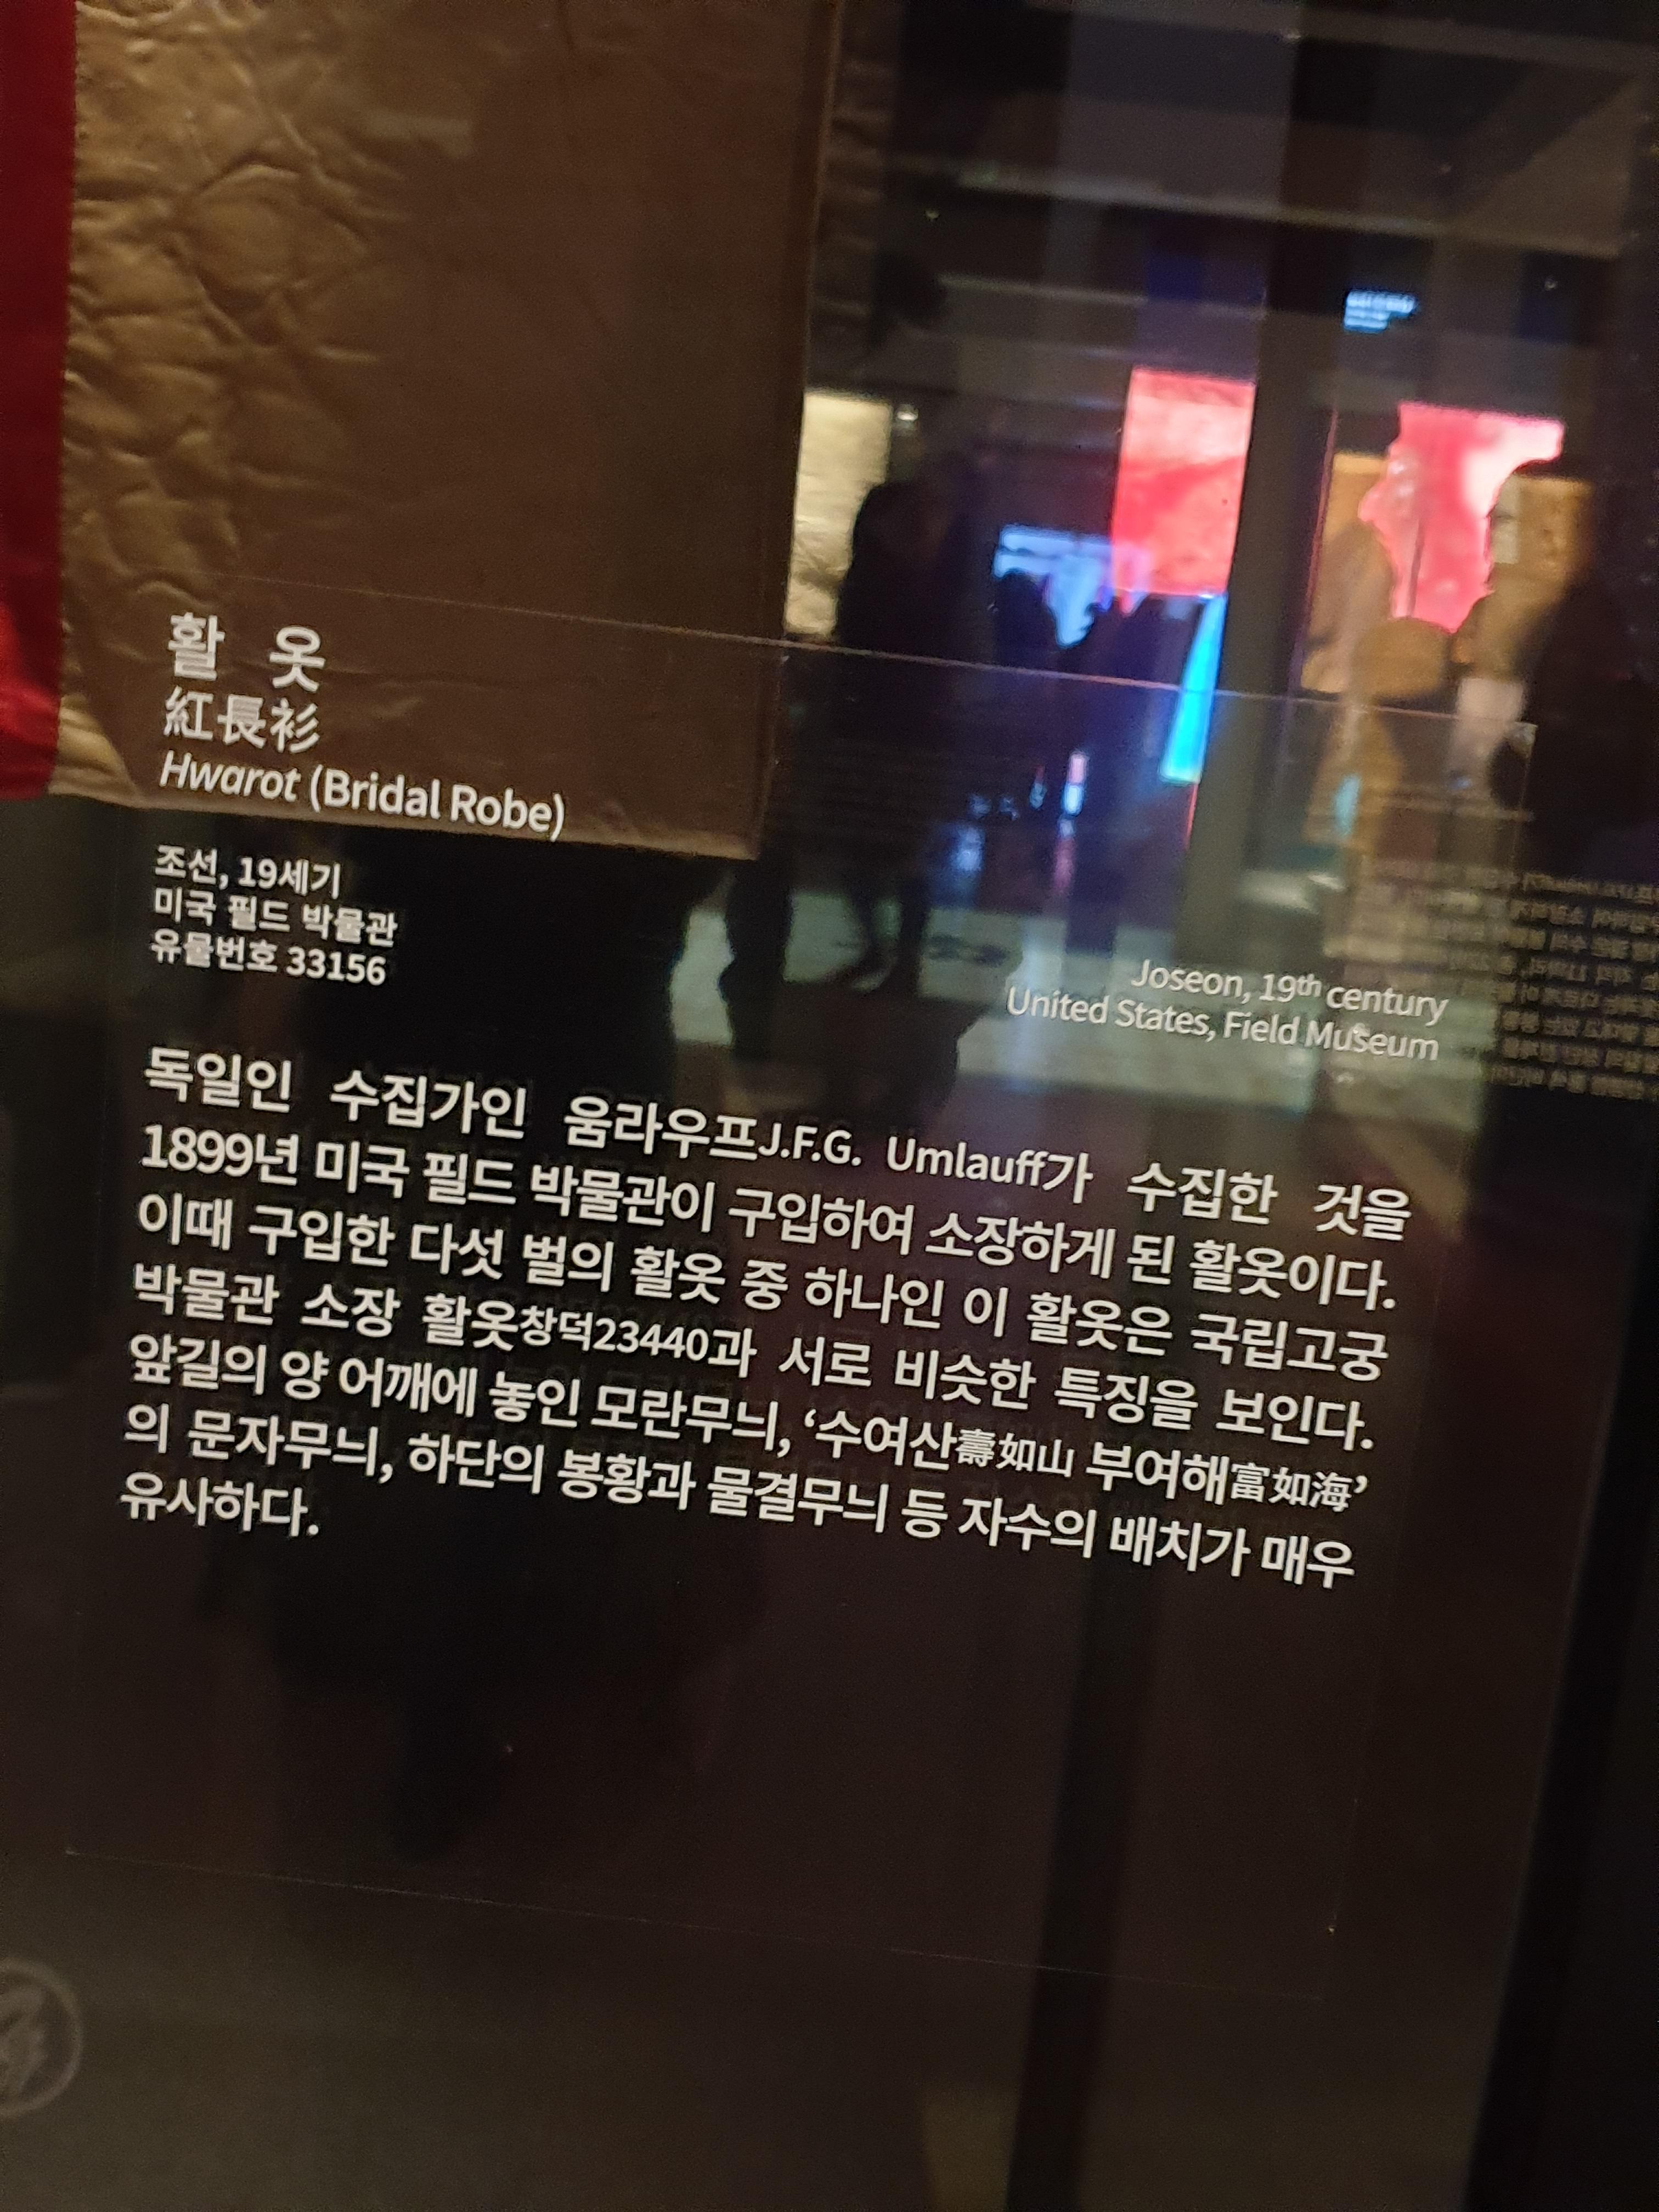 활 옷
紅長衫
Hwarot (Bridal Robe)
조선, 19세기
미국 필드 박물관
유물번호 33156
Joseon, 19th century
United States, Field Museum
독일인 수집가인 움라우프J.F.G. Umlauff가 수집한 것을
1899년 미국 필드 박물관이 구입하여 소장하게 된 활옷이다.
이때 구입한 다섯 벌의 활옷 중 하나인 이 활옷은 국립고궁
박물관 소장 활옷창덕23440과 서로 비슷한 특징을 보인다.
앞길의 양 어깨에 놓인 모란무늬, ‘수여산壽如山 부여해富如海’
의 문자무늬, 하단의 봉황과 물결무늬 등 자수의 배치가 매우
유사하다.